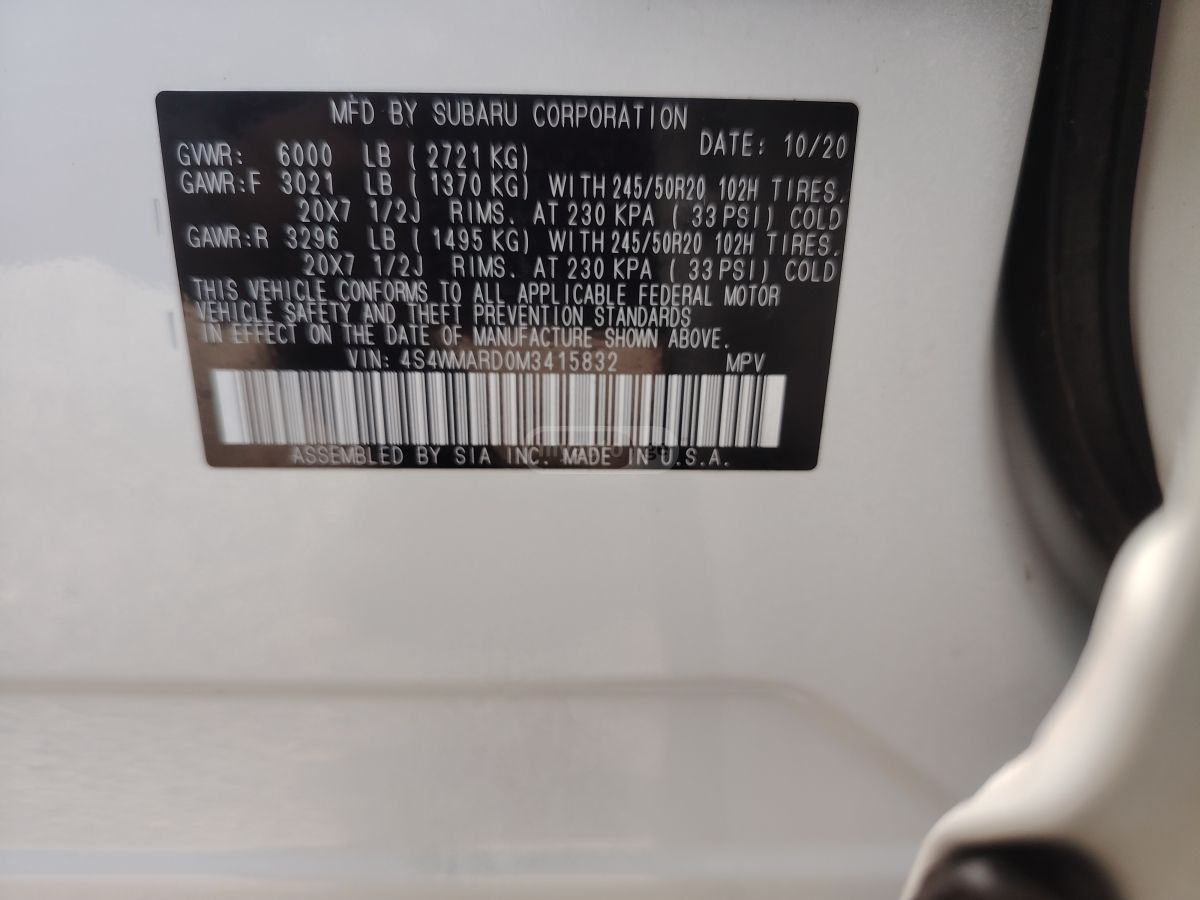 MFD BY SUBARU CORPORATION
DATE: 10/20
GVWR: 6000 LB ( 2721 KG)
GAWR:F 3021 LB ( 1370 KG) WITH 245/50R20 102H TIRES.
20X7 1/2J RIMS. AT 230 KPA ( 33 PSI) COLD
GAWR:R 3296 LB ( 1495 KG) WITH 245/50R20 102H TIRES.
20X7 1/2J RIMS. AT 230 KPA ( 33 PSI) COLD
THIS VEHICLE CONFORMS TO ALL APPLICABLE FEDERAL MOTOR
VEHICLE SAFETY AND THEFT PREVENTION STANDARDS
IN EFFECT ON THE DATE OF MANUFACTURE SHOWN ABOVE.
VIN: 4S4WMARD0M3415832 MPV
ASSEMBLED BY SIA INC. MADE IN U.S.A.